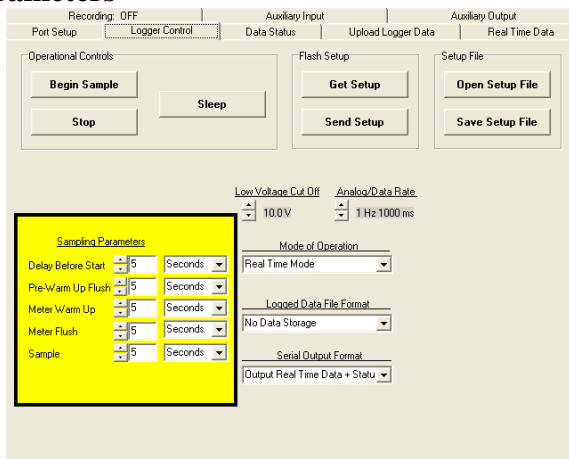 Recording: OFF Auxiliary Input Auxiliary Output
Port Setup Logger Control Data Status Upload Logger Data Real Time Data
Operational Controls Flash Setup Setup File
Begin Sample Get Setup Open Setup File
Sleep
Stop Send Setup Save Setup File
Low Voltage Cut Off Analog/Data Rate
10.0 V 1 Hz 1000 ms
Sampling Parameters
Delay Before Start 5 Seconds
Pre-Warm Up Flush 5 Seconds
Meter Warm Up 5 Seconds
Meter Flush 5 Seconds
Sample 5 Seconds
Mode of Operation
Real Time Mode
Logged Data File Format
No Data Storage
Serial Output Format
Output Real Time Data + Statu